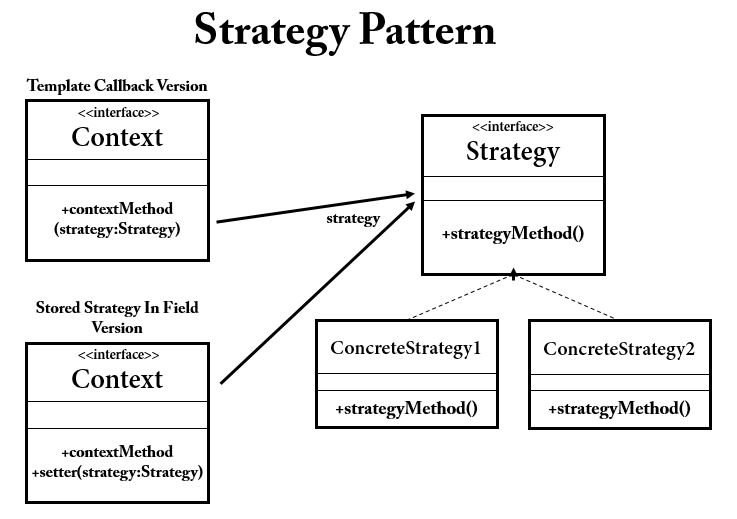 Strategy Pattern
Template Callback Version
<<interface>>
Context
+contextMethod
(strategy:Strategy)
strategy
<<interface>>
Strategy
+strategyMethod()
Stored Strategy In Field
Version
<<interface>>
Context
+contextMethod
+setter(strategy:Strategy)
ConcreteStrategy1
+strategyMethod()
ConcreteStrategy2
+strategyMethod()